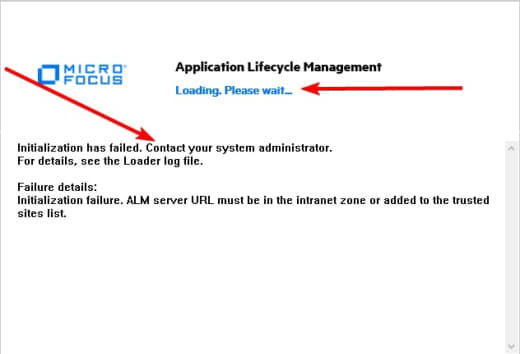 MICRO
FOCUS
Application Lifecycle Management
Loading. Please wait...
Initialization has failed. Contact your system administrator.
For details, see the Loader log file.
Failure details:
Initialization failure. ALM server URL must be in the intranet zone or added to the trusted
sites list.